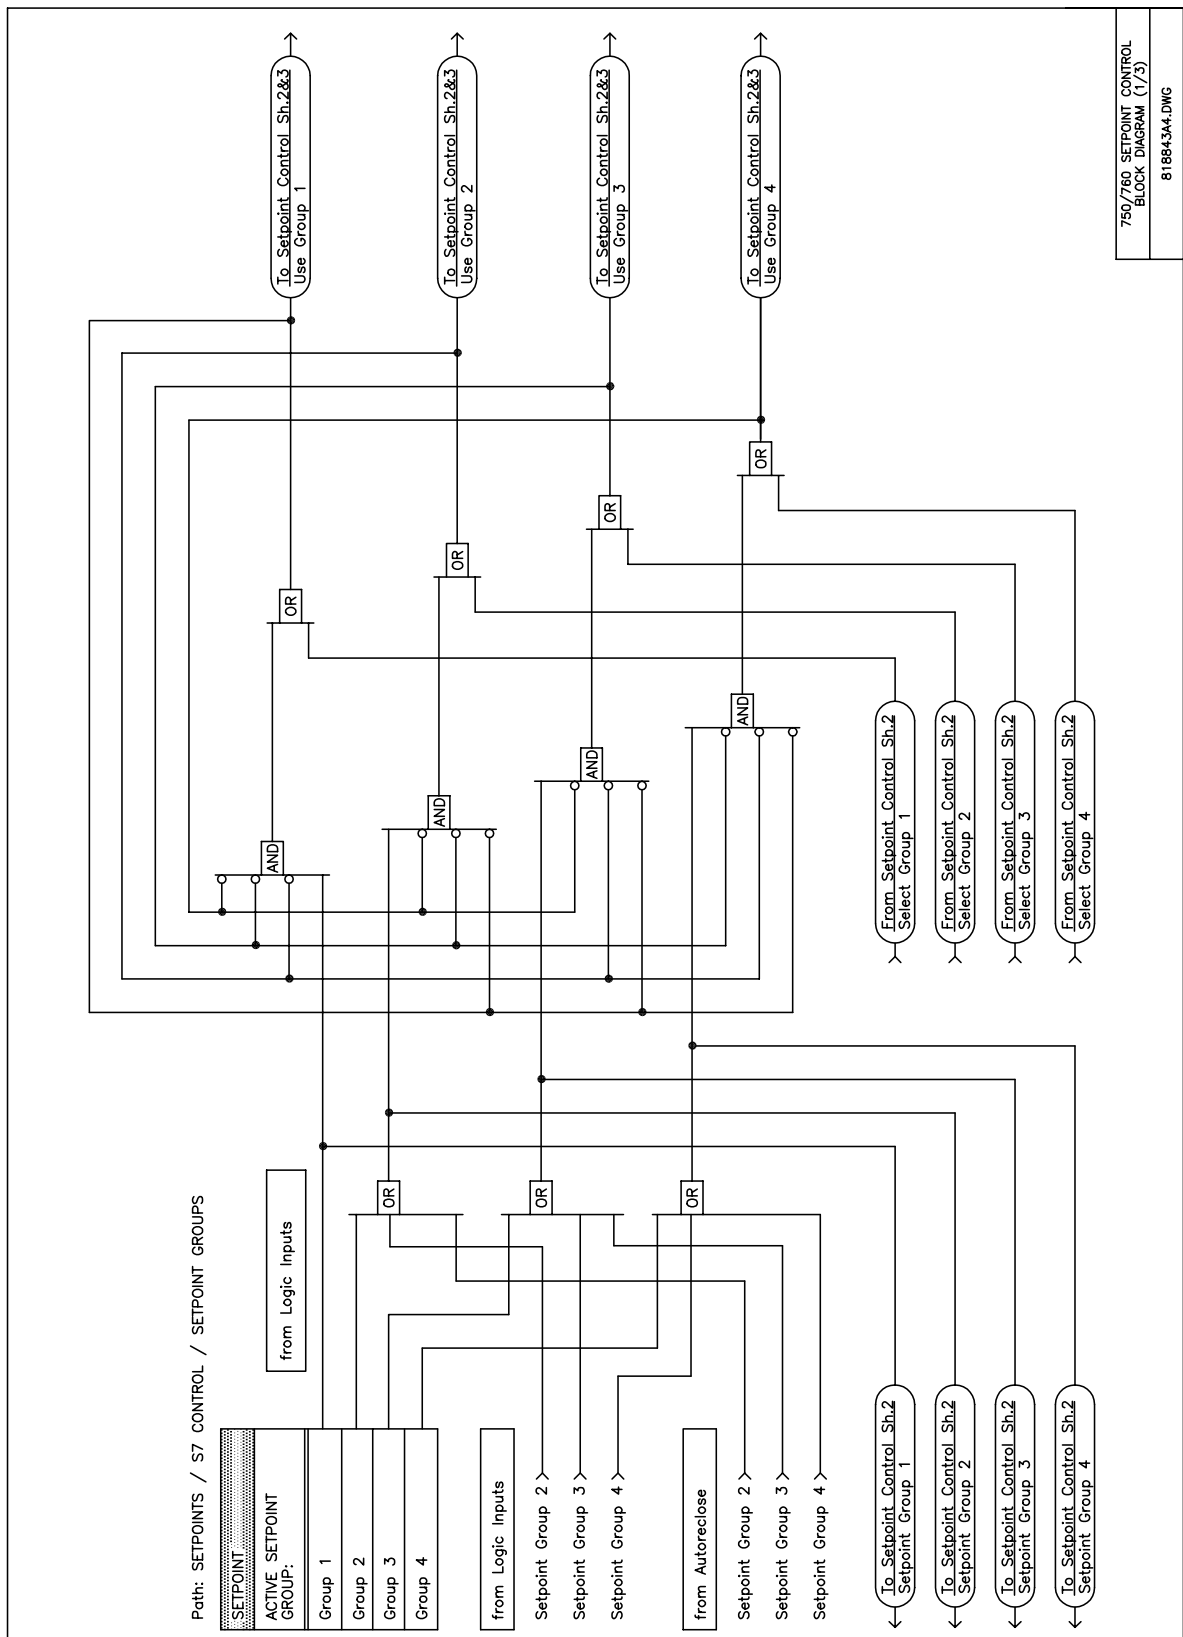 Path: SETPOINTS / S7 CONTROL / SETPOINT GROUPS
SETPOINT
ACTIVE SETPOINT
GROUP:
Group 1
Group 2
Group 3
Group 4
from Logic Inputs
from Logic Inputs
Setpoint Group 2
Setpoint Group 3
Setpoint Group 4
from Autoreclose
Setpoint Group 2
Setpoint Group 3
Setpoint Group 4
To Setpoint Control Sh.2
Setpoint Group 1
To Setpoint Control Sh.2
Setpoint Group 2
To Setpoint Control Sh.2
Setpoint Group 3
To Setpoint Control Sh.2
Setpoint Group 4
OR
OR
OR
AND
AND
AND
AND
From Setpoint Control Sh.2
Select Group 1
From Setpoint Control Sh.2
Select Group 2
From Setpoint Control Sh.2
Select Group 3
From Setpoint Control Sh.2
Select Group 4
OR
OR
OR
OR
To Setpoint Control Sh.2&3
Use Group 1
To Setpoint Control Sh.2&3
Use Group 2
To Setpoint Control Sh.2&3
Use Group 3
To Setpoint Control Sh.2&3
Use Group 4
750/760 SETPOINT CONTROL
BLOCK DIAGRAM (1/3)
818843A4.DWG